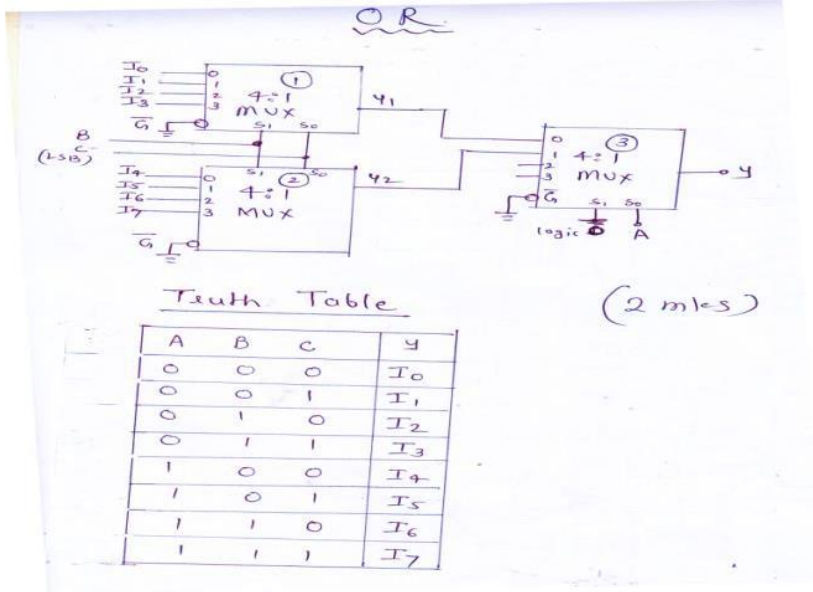 OR
I0
I1
I2
I3
0
1
2
3
1
4:1
MUX
G̅
S1 S0
Y1
B
C
(LSB)
I4
I5
I6
I7
0
1
2
3
S1 S0
2
4:1
MUX
G̅
Y2
0
1
2
3
3
4:1
MUX
G̅
S1 S0
Y
logic 0
A
Truth Table
(2 mks)
A B C Y
0 0 0 I0
0 0 1 I1
0 1 0 I2
0 1 1 I3
1 0 0 I4
1 0 1 I5
1 1 0 I6
1 1 1 I7